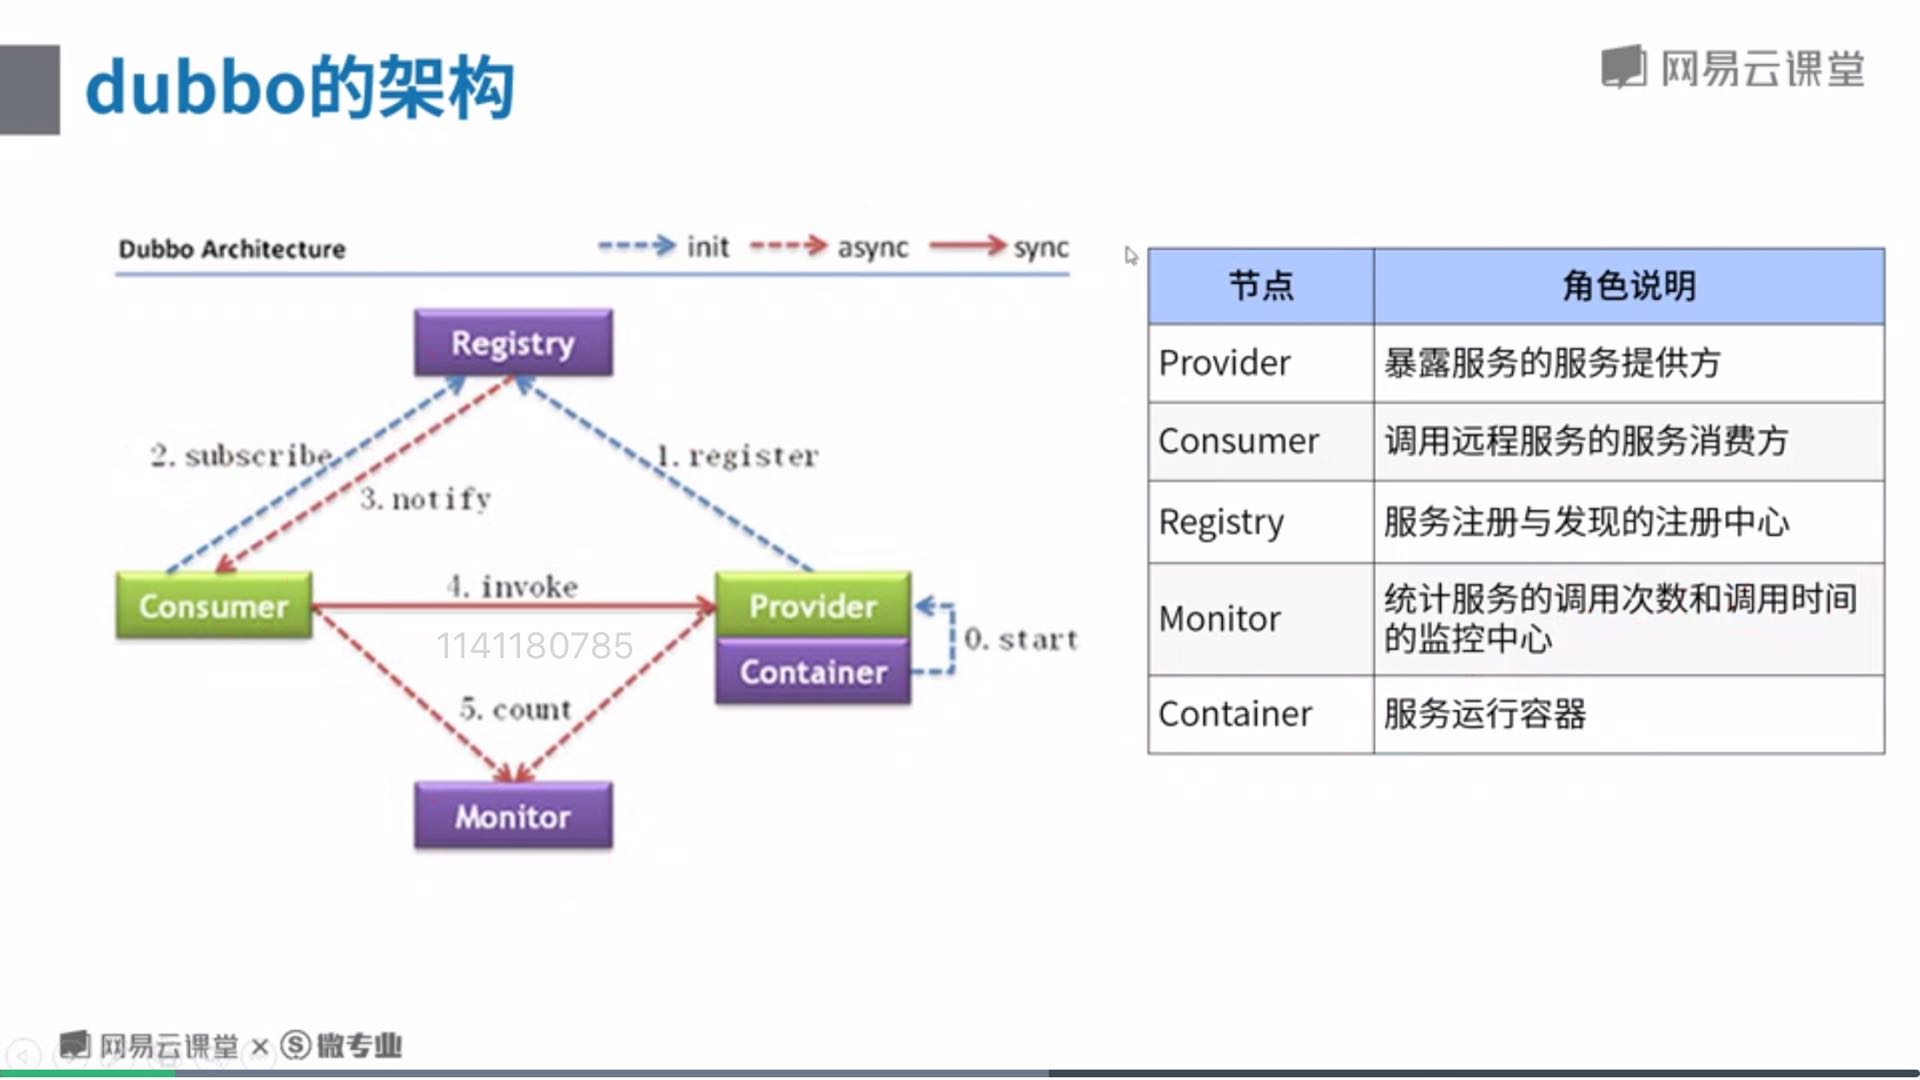 dubbo的架构
网易云课堂
Dubbo Architecture
init
async
sync
Registry
2. subscribe
1. register
3. notify
4. invoke
Consumer
Provider
1141180785
0. start
Container
5. count
Monitor
节点 角色说明
Provider 暴露服务的服务提供方
Consumer 调用远程服务的服务消费方
Registry 服务注册与发现的注册中心
Monitor 统计服务的调用次数和调用时间
的监控中心
Container 服务运行容器
网易云课堂 × S 微专业